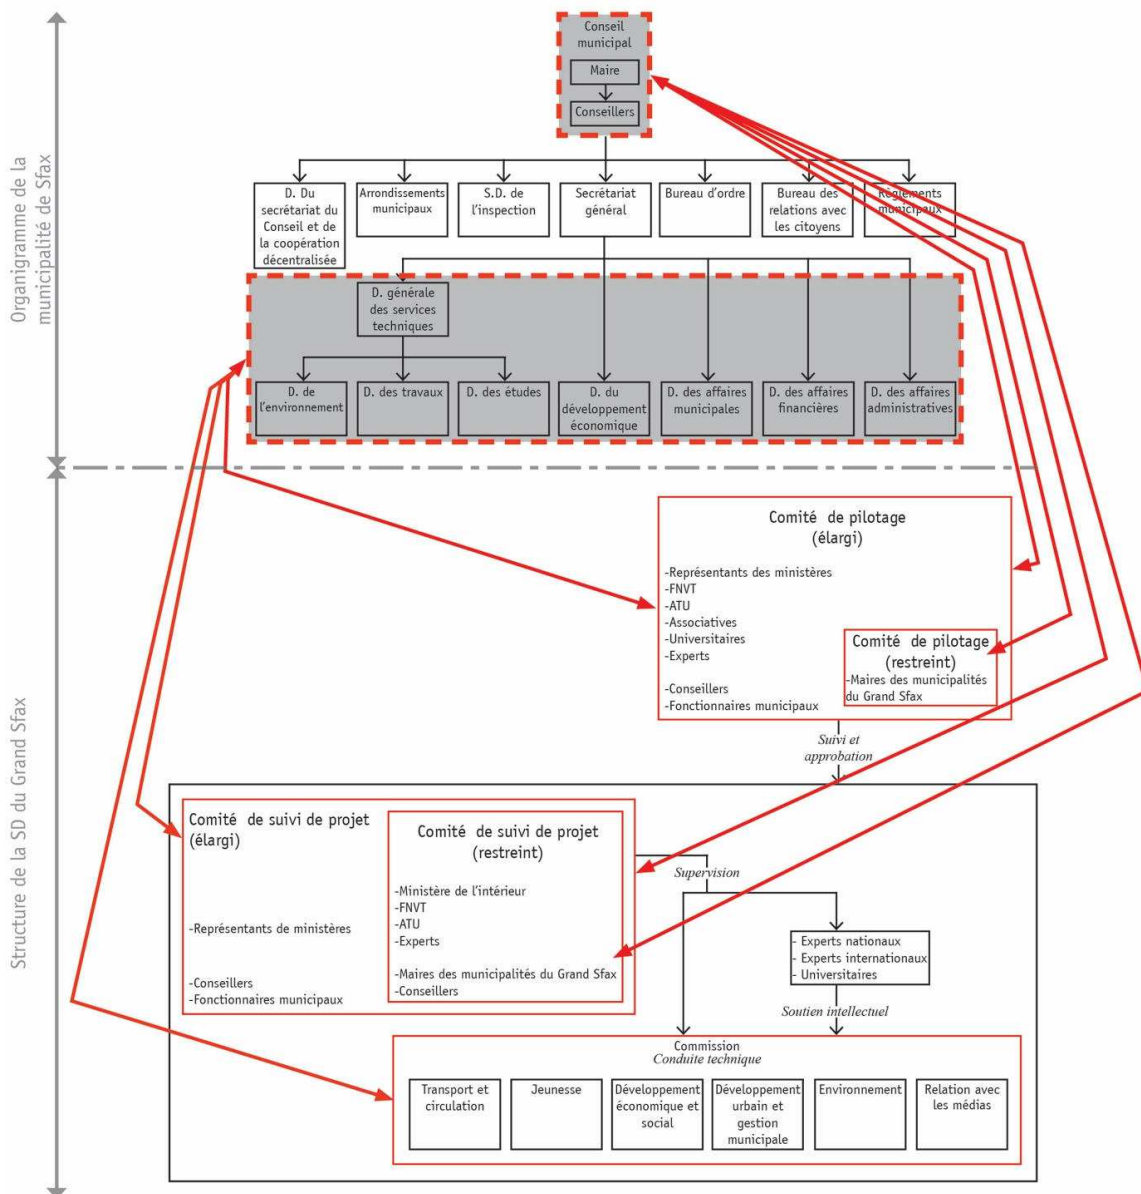 Organigramme de la
municipalité de Sfax
Conseil
municipal
Maire
Conseillers
D. Du
secrétariat du
Conseil et de
la coopération
décentralisée
Arrondissements
municipaux
S.D. de
l'inspection
Secrétariat
général
Bureau d'ordre
Bureau des
relations avec
les citoyens
Réglements
municipaux
D. générale
des services
techniques
D. de
l'environnement
D. des travaux
D. des études
D. du
développement
économique
D. des affaires
municipales
D. des affaires
financières
D. des affaires
administratives
Structure de la SD du Grand Sfax
Comité de pilotage
(élargi)
-Représentants des ministères
-FNVT
-ATU
-Associatives
-Universitaires
-Experts
-Conseillers
-Fonctionnaires municipaux
Comité de pilotage
(restreint)
-Maires des municipalités
du Grand Sfax
Suivi et
approbation
Comité de suivi de projet
(élargi)
-Représentants de ministères
-Conseillers
-Fonctionnaires municipaux
Comité de suivi de projet
(restreint)
-Ministère de l'intérieur
-FNVT
-ATU
-Experts
-Maires des municipalités du Grand Sfax
-Conseillers
Supervision
- Experts nationaux
- Experts internationaux
- Universitaires
Soutien intellectuel
Commission
Conduite technique
Transport et
circulation
Jeunesse
Développement
économique et
social
Développement
urbain et
gestion
municipale
Environnement
Relation avec
les médias